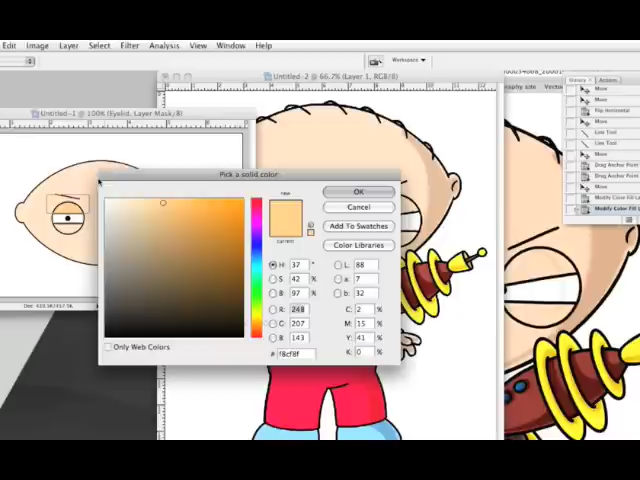 Edit Image Layer Select Filter Analysis View Window Help
Workspace
Untitled-2 @ 66.7% (Layer 1, RGB/8)
Untitled-1 @ 100% (Eyelid, Layer Mask/8)
History Actions
Move
Move
Flip Horizontal
Move
Line Tool
Line Tool
Move
Drag Anchor Point
Drag Anchor Point
Move
Modify Color Fill L
Modify Color Fill L
Pick a solid color:
new
current
OK
Cancel
Add To Swatches
Color Libraries
H: 37 °
S: 42 %
B: 97 %
R: 248
G: 207
B: 143
# f8cf8f
L: 88
a: 7
b: 32
C: 2 %
M: 15 %
Y: 41 %
K: 0 %
Only Web Colors